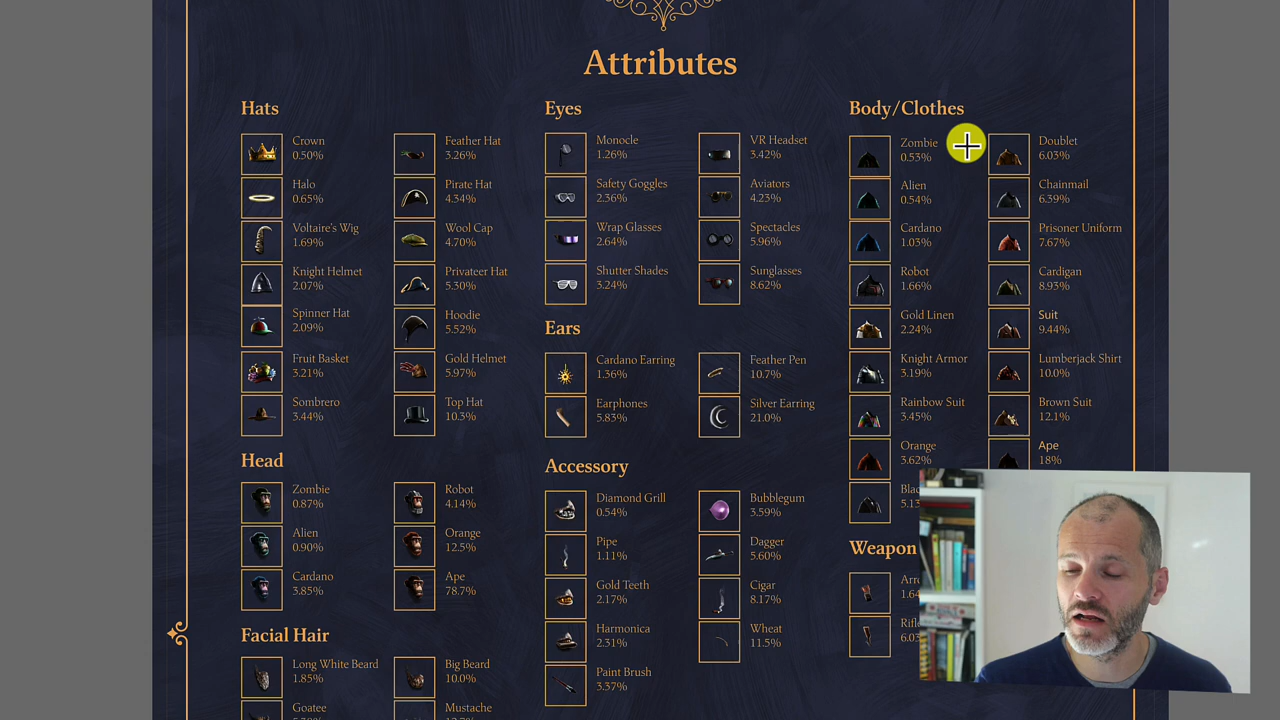 Attributes
Hats
Crown
0.50%
Halo
0.65%
Voltaire's Wig
1.69%
Knight Helmet
2.07%
Spinner Hat
2.09%
Fruit Basket
3.21%
Sombrero
3.44%
Feather Hat
3.26%
Pirate Hat
4.34%
Wool Cap
4.70%
Privateer Hat
5.30%
Hoodie
5.52%
Gold Helmet
5.97%
Top Hat
10.3%
Head
Zombie
0.87%
Alien
0.90%
Cardano
3.85%
Robot
4.14%
Orange
12.5%
Ape
78.7%
Facial Hair
Long White Beard
1.85%
Goatee
Big Beard
10.0%
Mustache
Eyes
Monocle
1.26%
Safety Goggles
2.36%
Wrap Glasses
2.64%
Shutter Shades
3.24%
VR Headset
3.42%
Aviators
4.23%
Spectacles
5.96%
Sunglasses
8.62%
Ears
Cardano Earring
1.36%
Earphones
5.83%
Feather Pen
10.7%
Silver Earring
21.0%
Accessory
Diamond Grill
0.54%
Pipe
1.11%
Gold Teeth
2.17%
Harmonica
2.31%
Paint Brush
3.37%
Bubblegum
3.59%
Dagger
5.60%
Cigar
8.17%
Wheat
11.5%
Body/Clothes
Zombie
0.53%
Alien
0.54%
Cardano
1.03%
Robot
1.66%
Gold Linen
2.24%
Knight Armor
3.19%
Rainbow Suit
3.45%
Orange
3.62%
Doublet
6.03%
Chainmail
6.39%
Prisoner Uniform
7.67%
Cardigan
8.93%
Suit
9.44%
Lumberjack Shirt
10.0%
Brown Suit
12.1%
Ape
18%
Weapon